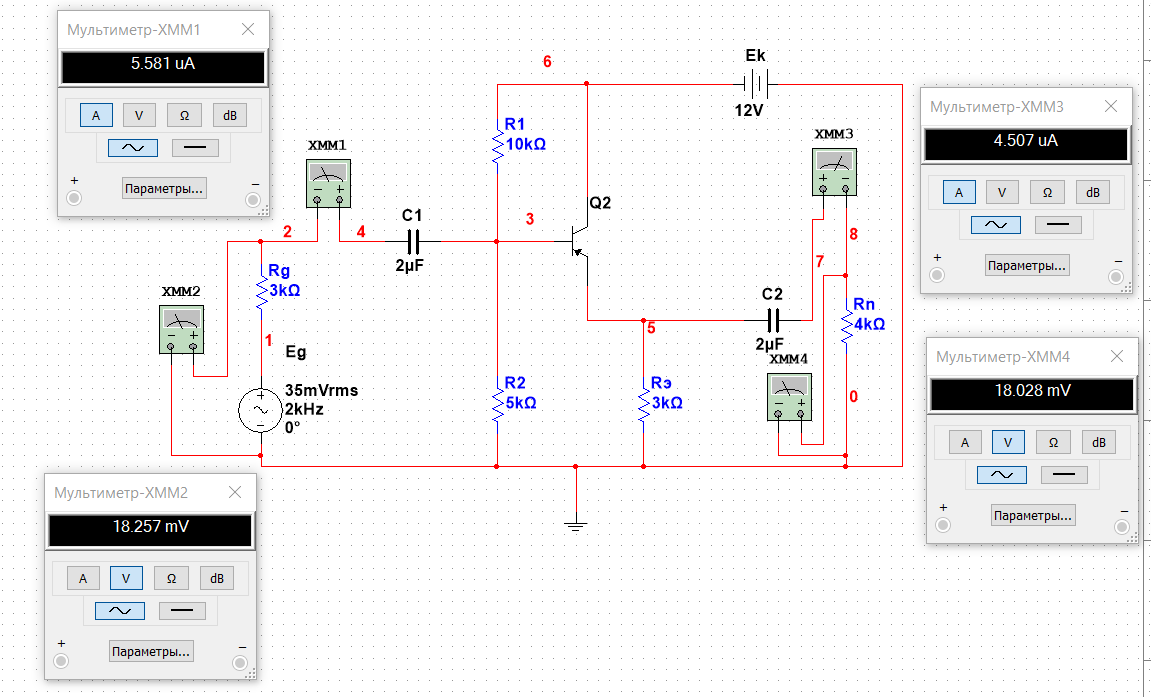 Мультиметр-XMM1
5.581 uA
A V Ω dB
+ Параметры... −
6
Ek
12V
R1
10kΩ
XMM1
Q2
2
4
C1
2µF
3
Rg
3kΩ
XMM2
1
Eg
35mVrms
2kHz
0°
R2
5kΩ
Rэ
3kΩ
5
C2
2µF
7
8
XMM3
Rn
4kΩ
XMM4
0
Мультиметр-XMM3
4.507 uA
A V Ω dB
+ Параметры... −
Мультиметр-XMM4
18.028 mV
A V Ω dB
+ Параметры... −
Мультиметр-XMM2
18.257 mV
A V Ω dB
+ Параметры... −